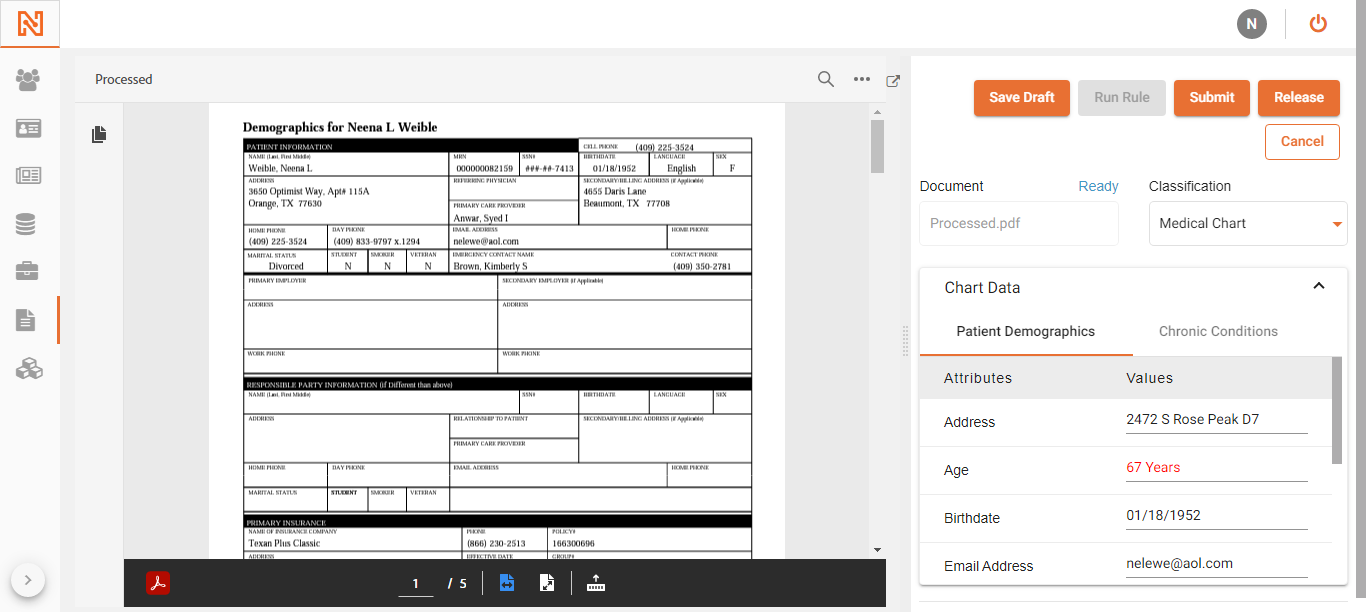 N
N
Processed
Save Draft
Run Rule
Submit
Release
Cancel
Demographics for Neena L Weible
PATIENT INFORMATION
CELL PHONE (409) 225-3524
NAME (Last, First Middle) MRN SSN# BIRTHDATE LANGUAGE SEX
Weible, Neena L 000000082159 ###-##-7413 01/18/1952 English F
ADDRESS REFERRING PHYSICIAN SECONDARY/BILLING ADDRESS (if Applicable)
3650 Optimist Way, Apt# 115A 4655 Daris Lane
Orange, TX 77630 PRIMARY CARE PROVIDER Beaumont, TX 77708
Anwar, Syed I
HOME PHONE DAY PHONE EMAIL ADDRESS HOME PHONE
(409) 225-3524 (409) 833-9797 x.1294 nelewe@aol.com
MARITAL STATUS STUDENT SMOKER VETERAN EMERGENCY CONTACT NAME CONTACT PHONE
Divorced N N N Brown, Kimberly S (409) 350-2781
PRIMARY EMPLOYER SECONDARY EMPLOYER (if Applicable)
ADDRESS ADDRESS
WORK PHONE WORK PHONE
RESPONSIBLE PARTY INFORMATION (if Different than above)
NAME (Last, First Middle) SSN# BIRTHDATE LANGUAGE SEX
ADDRESS RELATIONSHIP TO PATIENT SECONDARY/BILLING ADDRESS (if Applicable)
PRIMARY CARE PROVIDER
HOME PHONE DAY PHONE EMAIL ADDRESS HOME PHONE
MARITAL STATUS STUDENT SMOKER VETERAN
PRIMARY INSURANCE
NAME OF INSURANCE COMPANY PHONE POLICY#
Texan Plus Classic (866) 230-2513 166300696
ADDRESS EFFECTIVE DATE GROUP#
1 / 5
Document Ready Classification
Processed.pdf Medical Chart
Chart Data
Patient Demographics Chronic Conditions
Attributes Values
Address 2472 S Rose Peak D7
Age 67 Years
Birthdate 01/18/1952
Email Address nelewe@aol.com